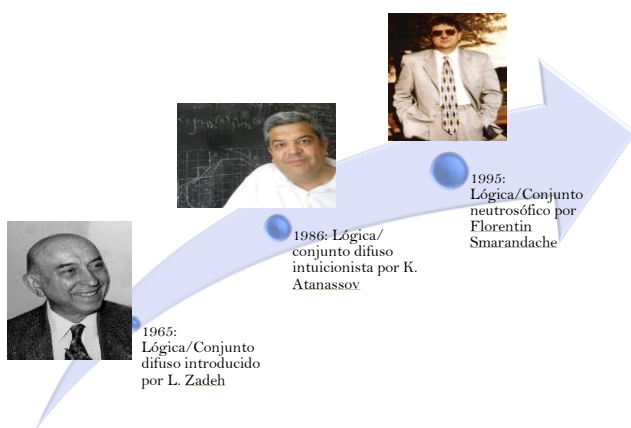 1995:
Lógica/Conjunto
neutrosófico por
Florentin
Smarandache
1986: Lógica/
conjunto difuso
intuicionista por K.
Atanassov
1965:
Lógica/Conjunto
difuso introducido
por L. Zadeh